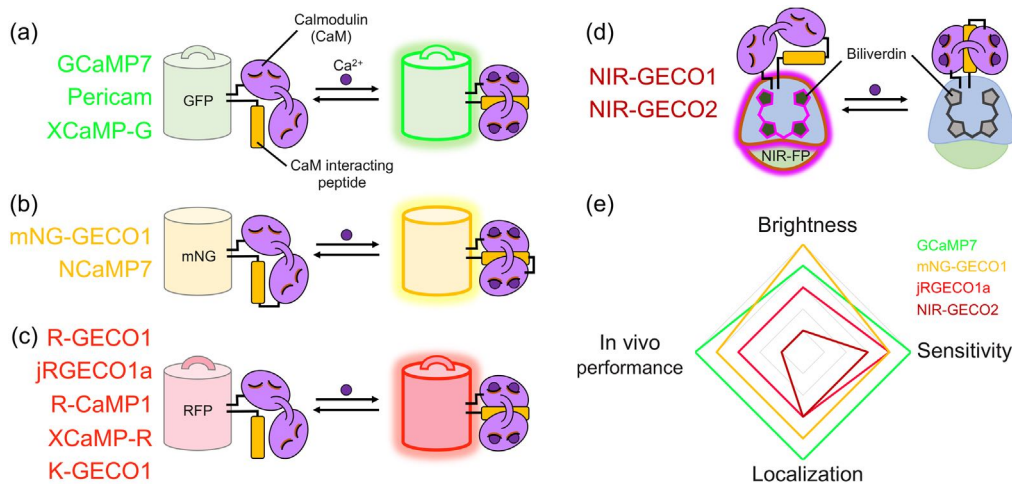 (a)
GCaMP7
Pericam
XCaMP-G
GFP
Calmodulin
(CaM)
Ca²⁺
CaM interacting
peptide
(b)
mNG-GECO1
NCaMP7
mNG
(c)
R-GECO1
jRGECO1a
R-CaMP1
XCaMP-R
K-GECO1
RFP
(d)
NIR-GECO1
NIR-GECO2
Biliverdin
NIR-FP
(e)
Brightness
GCaMP7
mNG-GECO1
jRGECO1a
NIR-GECO2
In vivo
performance
Sensitivity
Localization